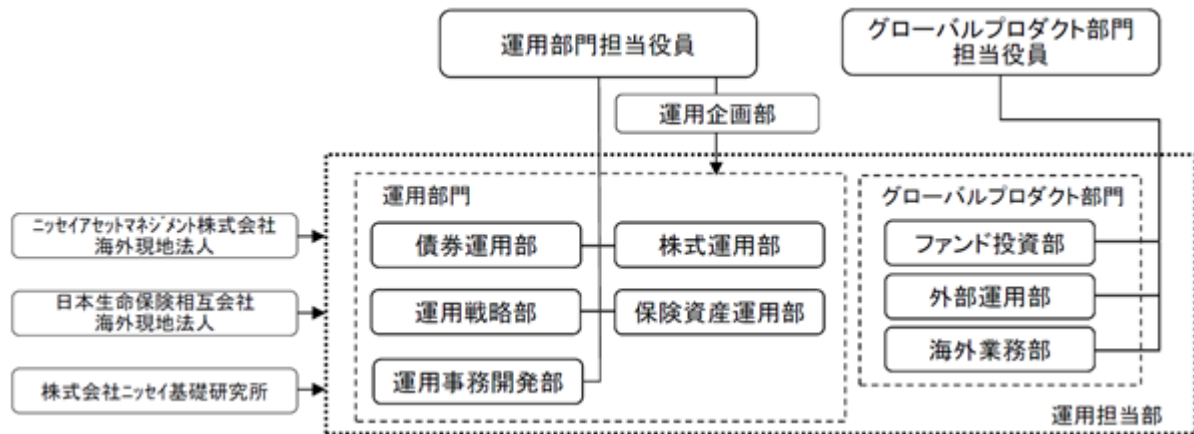 運用部門担当役員
グローバルプロダクト部門
担当役員
運用企画部
運用部門
グローバルプロダクト部門
ニッセイアセットマネジメント株式会社
海外現地法人
債券運用部
株式運用部
ファンド投資部
日本生命保険相互会社
海外現地法人
運用戦略部
保険資産運用部
外部運用部
海外業務部
株式会社ニッセイ基礎研究所
運用事務開発部
運用担当部